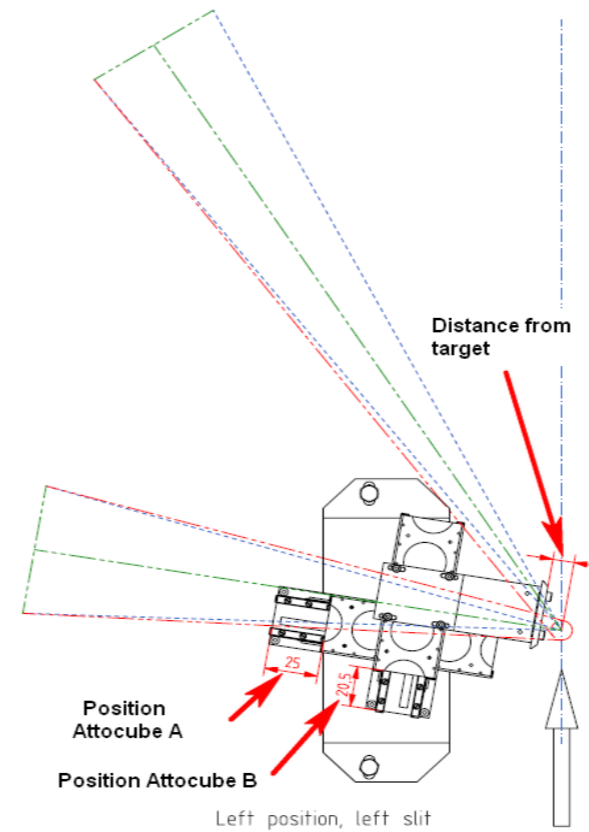 Distance from
target
25
20,5
Position
Attocube A
Position Attocube B
Left position, left slit